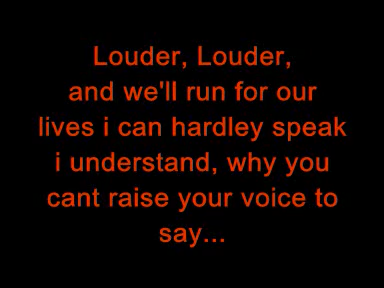 Louder, Louder,
and we'll run for our
lives i can hardley speak
i understand, why you
cant raise your voice to
say...